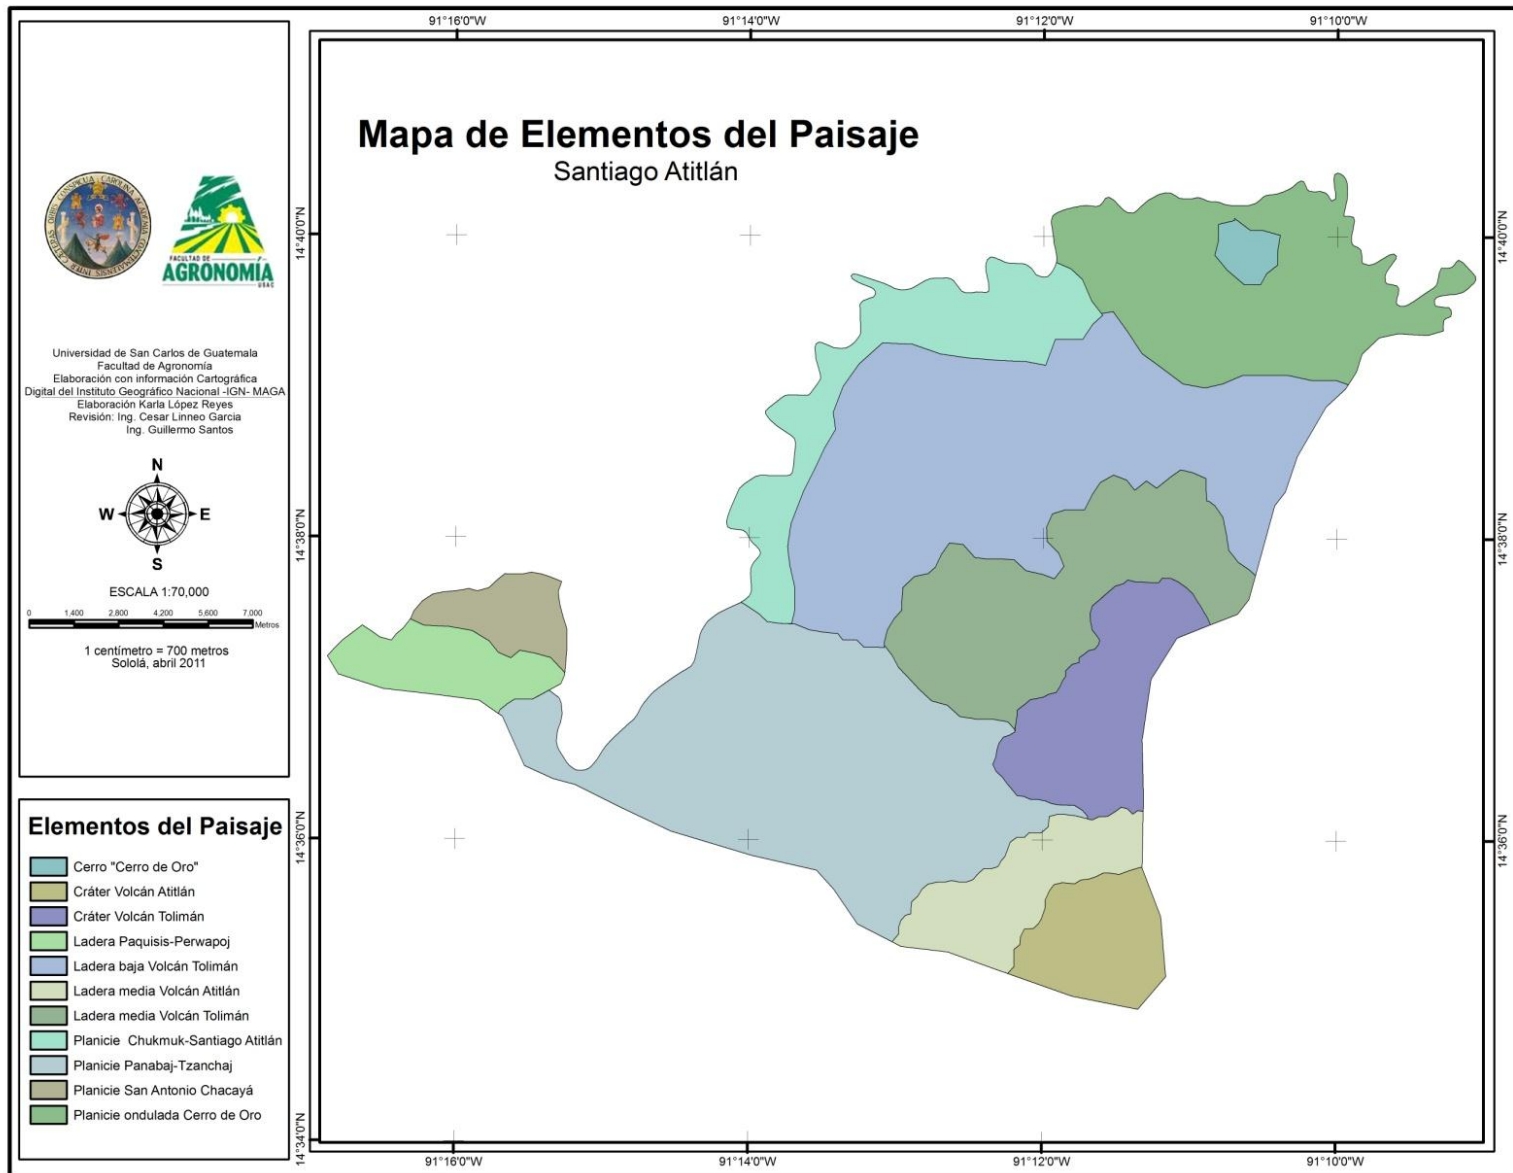 91°16'0"W 91°14'0"W 91°12'0"W 91°10'0"W
Mapa de Elementos del Paisaje
Santiago Atitlán
14°40'0"N 14°40'0"N
14°38'0"N 14°38'0"N
14°36'0"N 14°36'0"N
14°34'0"N
91°16'0"W 91°14'0"W 91°12'0"W 91°10'0"W
FACULTAD DE
AGRONOMÍA
USAC
Universidad de San Carlos de Guatemala
Facultad de Agronomía
Elaboración con información Cartográfica
Digital del Instituto Geográfico Nacional -IGN- MAGA
Elaboración Karla López Reyes
Revisión: Ing. Cesar Linneo Garcia
Ing. Guillermo Santos
N
W E
S
ESCALA 1:70,000
0 1,400 2,800 4,200 5,600 7,000
Metros
1 centímetro = 700 metros
Sololá, abril 2011
Elementos del Paisaje
Cerro "Cerro de Oro"
Cráter Volcán Atitlán
Cráter Volcán Tolimán
Ladera Paquisis-Perwapoj
Ladera baja Volcán Tolimán
Ladera media Volcán Atitlán
Ladera media Volcán Tolimán
Planicie Chukmuk-Santiago Atitlán
Planicie Panabaj-Tzanchaj
Planicie San Antonio Chacayá
Planicie ondulada Cerro de Oro